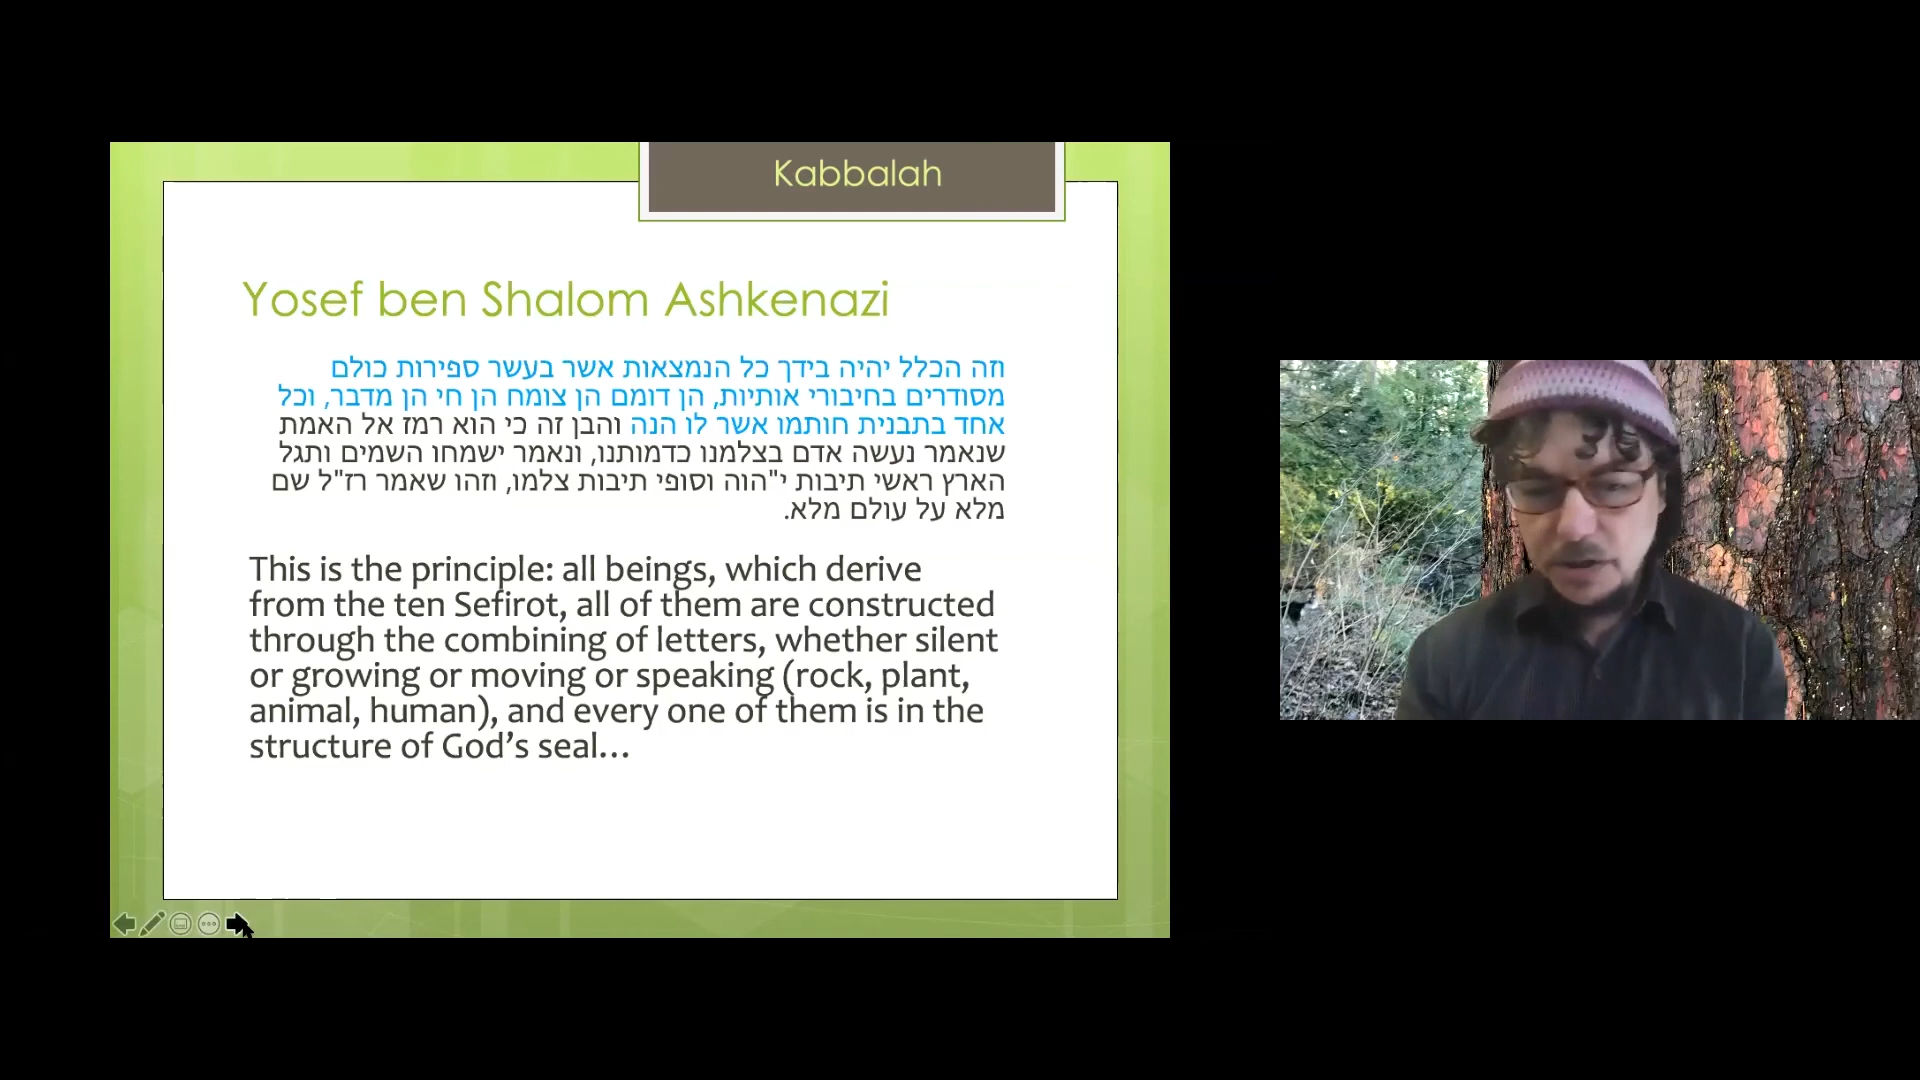 Kabbalah
Yosef ben Shalom Ashkenazi
וזה הכלל יהיה בידך כל הנמצאות אשר בעשר ספירות כולם
מסודרים בחיבורי אותיות, הן דומם הן צומח הן חי הן מדבר, וכל
אחד בתבנית חותמו אשר לו הנה והבן זה כי הוא רמז אל האמת
שנאמר נעשה אדם בצלמנו כדמותנו, ונאמר ישמחו השמים ותגל
הארץ ראשי תיבות י"הוה וסופי תיבות צלמו, וזהו שאמר רז"ל שם
מלא על עולם מלא.
This is the principle: all beings, which derive
from the ten Sefirot, all of them are constructed
through the combining of letters, whether silent
or growing or moving or speaking (rock, plant,
animal, human), and every one of them is in the
structure of God’s seal…